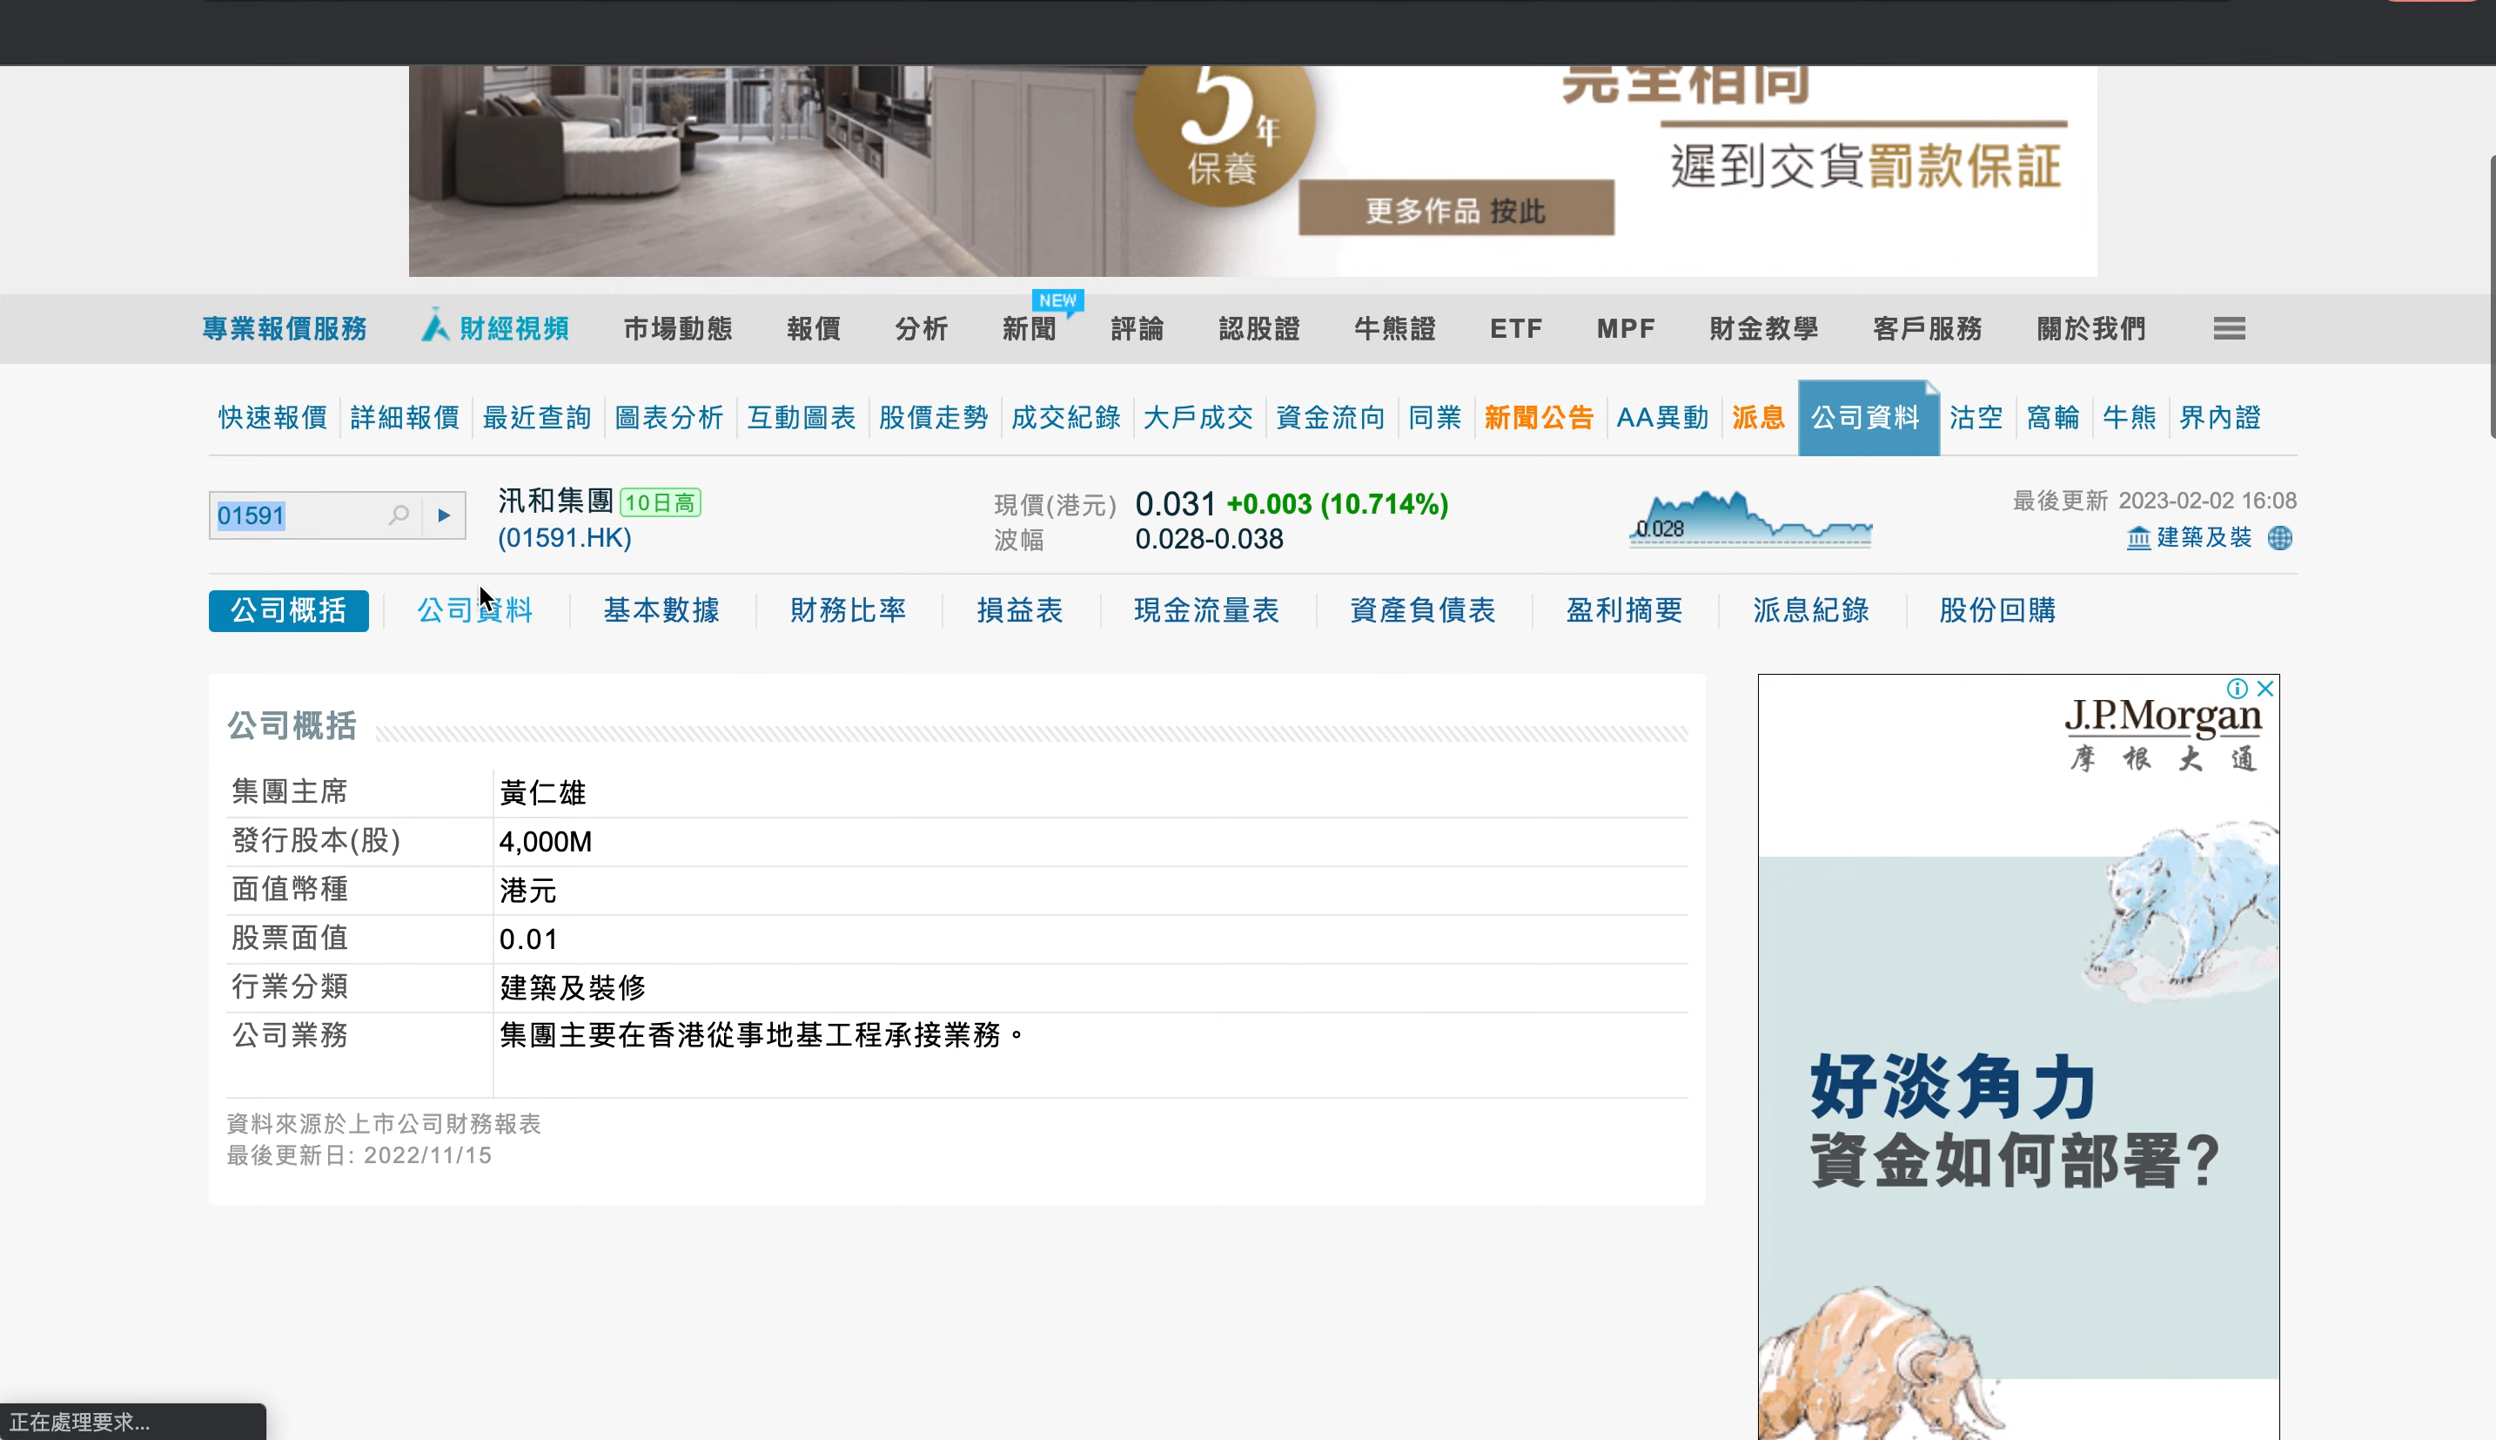 完全相同
5年
保養
遲到交貨罰款保証
更多作品 按此
NEW
專業報價服務 財經視頻 市場動態 報價 分析 新聞 評論 認股證 牛熊證 ETF MPF 財金教學 客戶服務 關於我們
快速報價 詳細報價 最近查詢 圖表分析 互動圖表 股價走勢 成交紀錄 大戶成交 資金流向 同業 新聞公告 AA異動 派息 公司資料 沽空 窩輪 牛熊 界內證
01591
汛和集團 10日高
(01591.HK)
現價(港元) 0.031 +0.003 (10.714%)
波幅 0.028-0.038
0.028
最後更新 2023-02-02 16:08
建築及裝
公司概括 公司資料 基本數據 財務比率 損益表 現金流量表 資產負債表 盈利摘要 派息紀錄 股份回購
公司概括
集團主席 黃仁雄
發行股本(股) 4,000M
面值幣種 港元
股票面值 0.01
行業分類 建築及裝修
公司業務 集團主要在香港從事地基工程承接業務。
資料來源於上市公司財務報表
最後更新日: 2022/11/15
J.P.Morgan
摩根大通
好淡角力
資金如何部署?
正在處理要求...